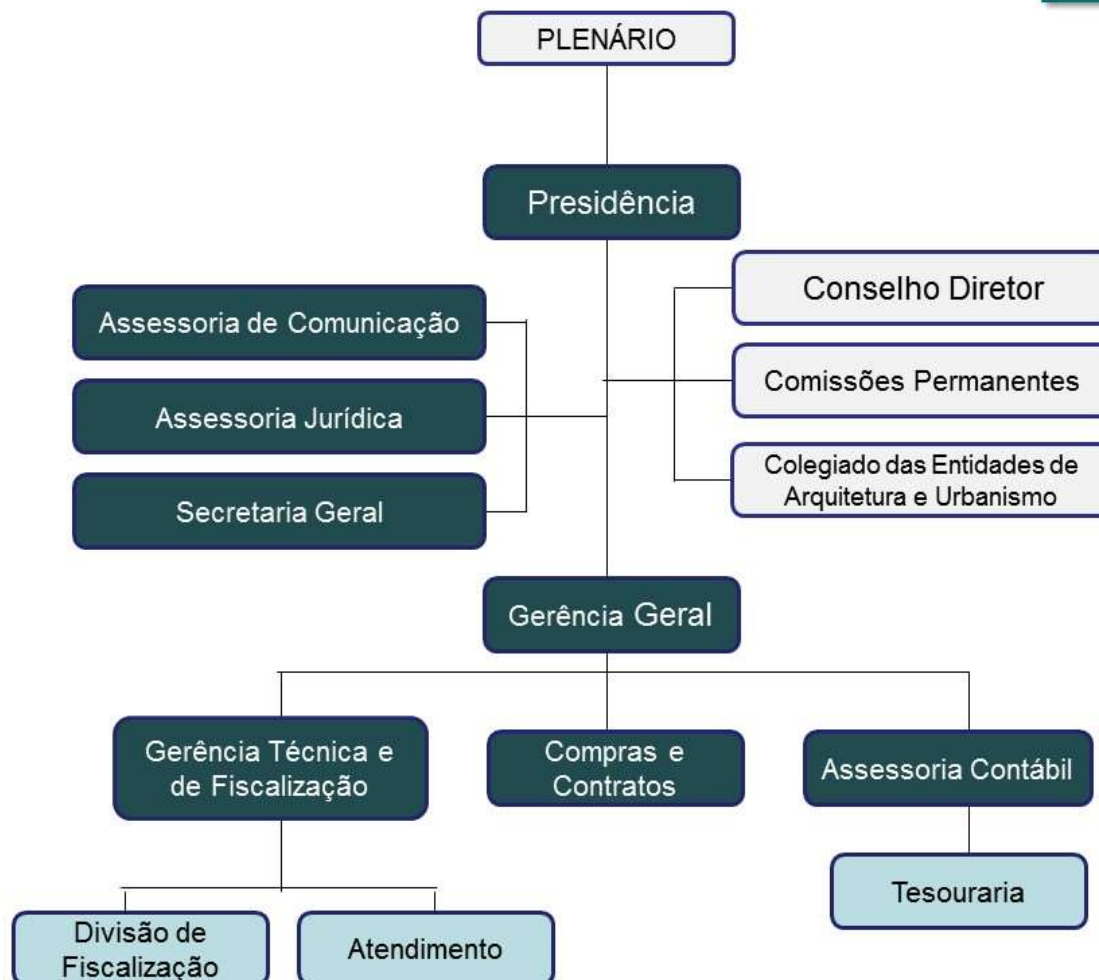 PLENÁRIO
Presidência
Assessoria de Comunicação
Assessoria Jurídica
Secretaria Geral
Conselho Diretor
Comissões Permanentes
Colegiado das Entidades de
Arquitetura e Urbanismo
Gerência Geral
Gerência Técnica e
de Fiscalização
Compras e
Contratos
Assessoria Contábil
Divisão de
Fiscalização
Atendimento
Tesouraria